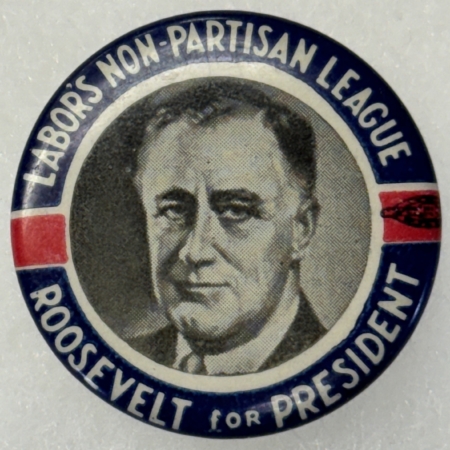 LABOR'S NON-PARTISAN LEAGUE
ROOSEVELT FOR PRESIDENT